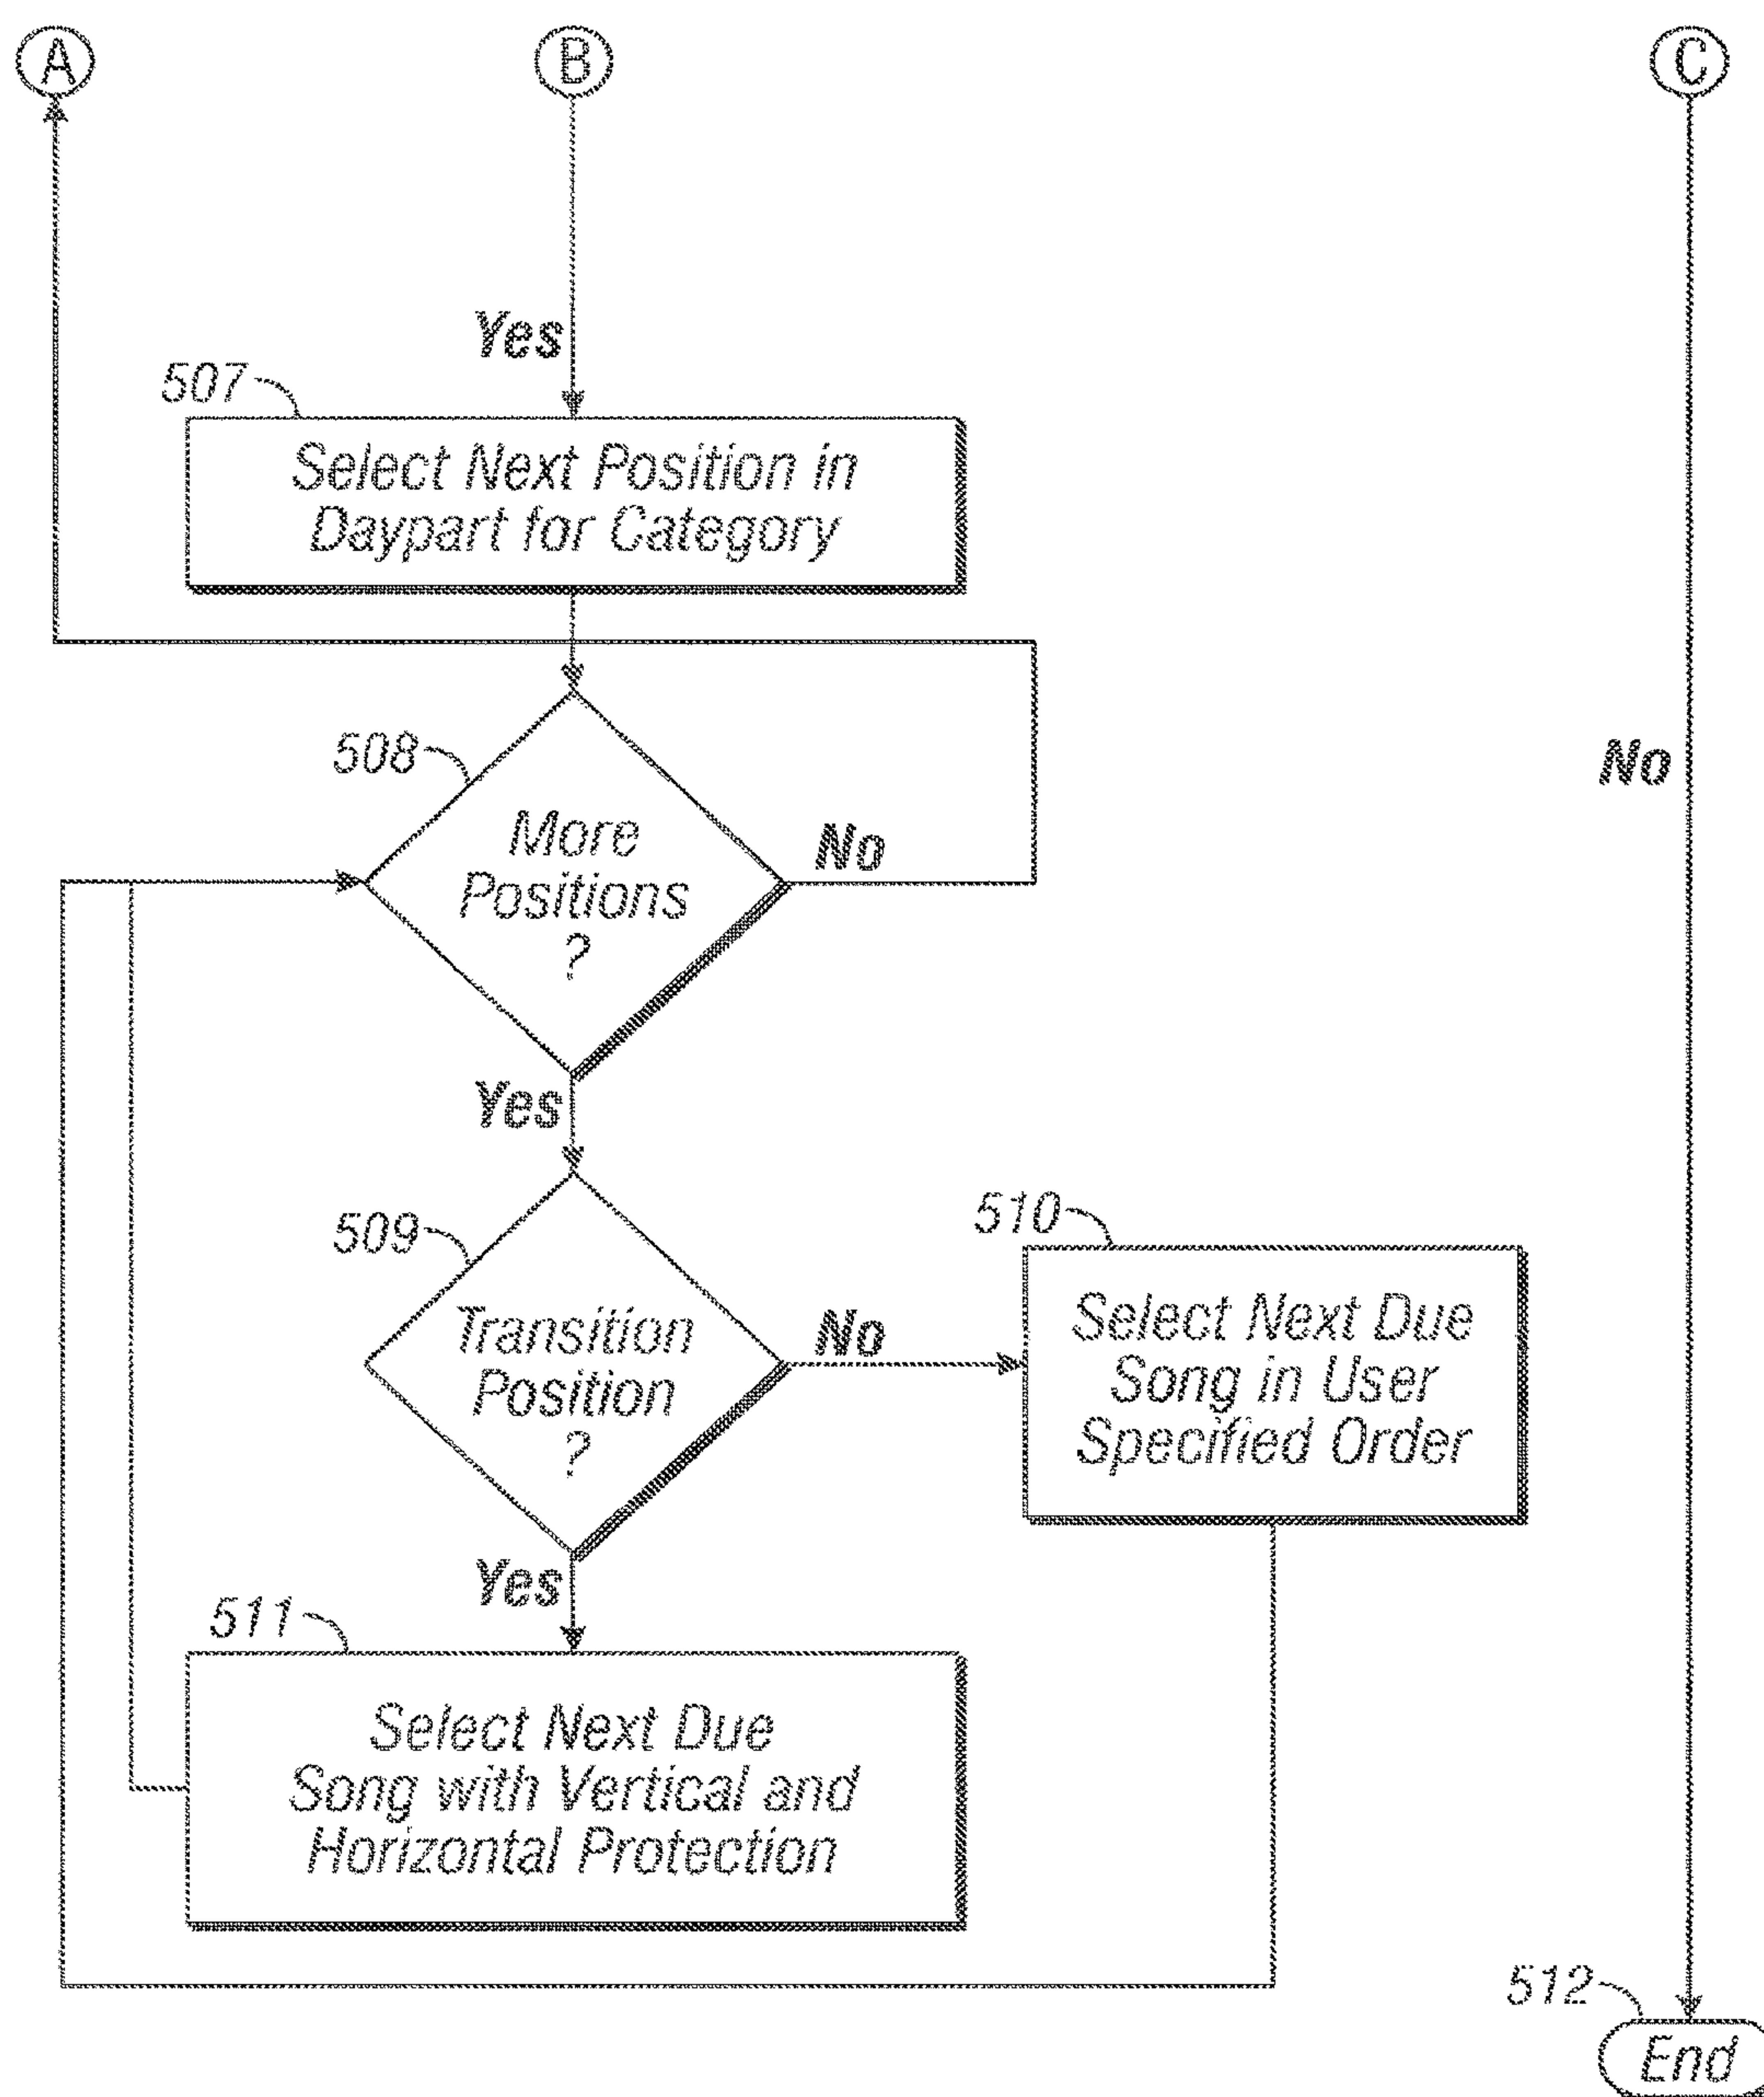 A
B
C
Yes
507
Select Next Position in
Daypart for Category
508
More
Positions
?
No
No
Yes
509
Transition
Position
?
No
510
Select Next Due
Song in User
Specified Order
Yes
511
Select Next Due
Song with Vertical and
Horizontal Protection
512
End